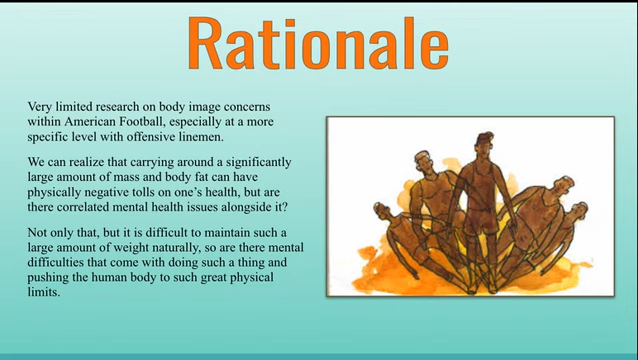 Rationale
Very limited research on body image concerns
within American Football, especially at a more
specific level with offensive linemen.
We can realize that carrying around a significantly
large amount of mass and body fat can have
physically negative tolls on one’s health, but are
there correlated mental health issues alongside it?
Not only that, but it is difficult to maintain such a
large amount of weight naturally, so are there mental
difficulties that come with doing such a thing and
pushing the human body to such great physical
limits.